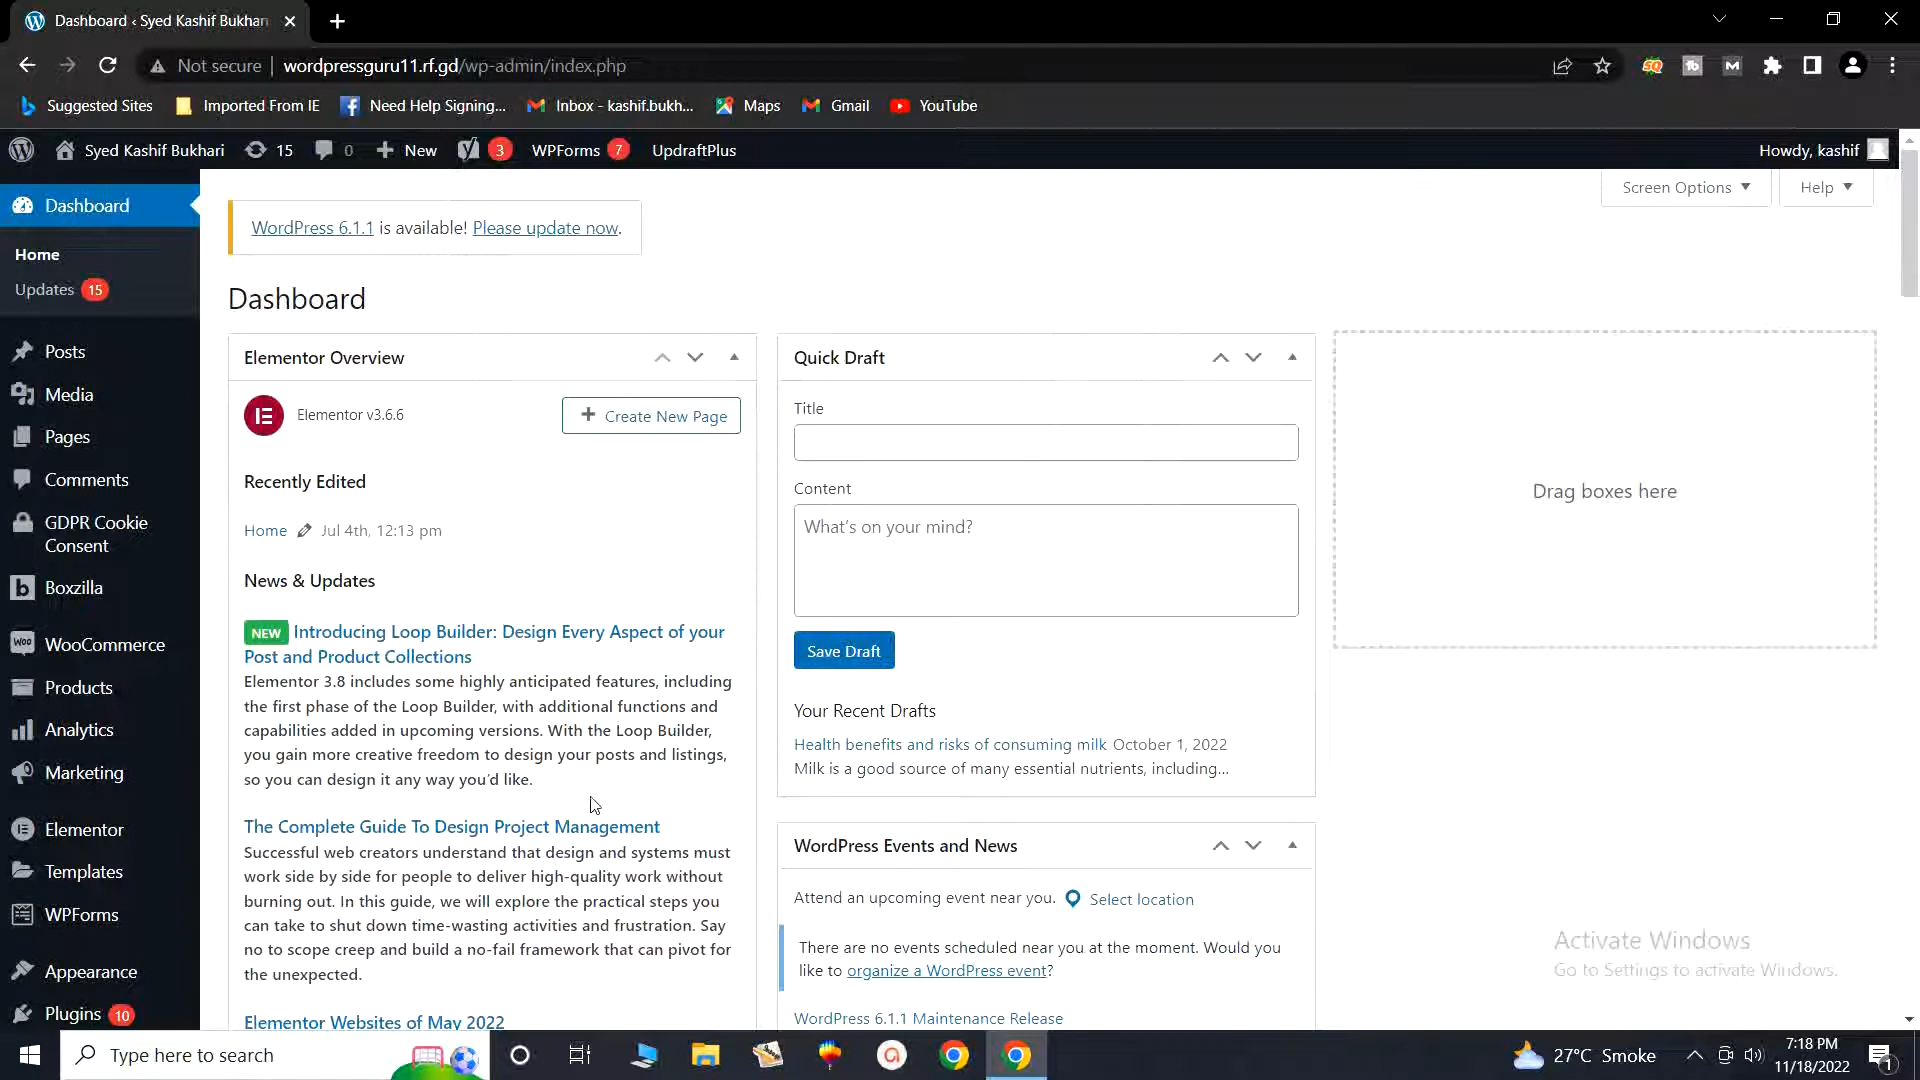 Dashboard ‹ Syed Kashif Bukhari
Not secure
wordpressguru11.rf.gd/wp-admin/index.php
Suggested Sites
Imported From IE
Need Help Signing...
Inbox - kashif.bukh...
Maps
Gmail
YouTube
Syed Kashif Bukhari
15
0
New
3
WPForms 7
UpdraftPlus
Howdy, kashif
Dashboard
Home
Updates 15
Posts
Media
Pages
Comments
GDPR Cookie
Consent
Boxzilla
WooCommerce
Products
Analytics
Marketing
Elementor
Templates
WPForms
Appearance
Plugins 10
Screen Options
Help
WordPress 6.1.1 is available! Please update now.
Dashboard
Elementor Overview
Elementor v3.6.6
Create New Page
Recently Edited
Home Jul 4th, 12:13 pm
News & Updates
NEW Introducing Loop Builder: Design Every Aspect of your
Post and Product Collections
Elementor 3.8 includes some highly anticipated features, including
the first phase of the Loop Builder, with additional functions and
capabilities added in upcoming versions. With the Loop Builder,
you gain more creative freedom to design your posts and listings,
so you can design it any way you'd like.
The Complete Guide To Design Project Management
Successful web creators understand that design and systems must
work side by side for people to deliver high-quality work without
burning out. In this guide, we will explore the practical steps you
can take to shut down time-wasting activities and frustration. Say
no to scope creep and build a no-fail framework that can pivot for
the unexpected.
Elementor Websites of May 2022
Quick Draft
Title
Content
What's on your mind?
Save Draft
Your Recent Drafts
Health benefits and risks of consuming milk October 1, 2022
Milk is a good source of many essential nutrients, including...
WordPress Events and News
Attend an upcoming event near you. Select location
There are no events scheduled near you at the moment. Would you
like to organize a WordPress event?
WordPress 6.1.1 Maintenance Release
Drag boxes here
Activate Windows
Go to Settings to activate Windows.
Type here to search
27°C Smoke
7:18 PM
11/18/2022
1